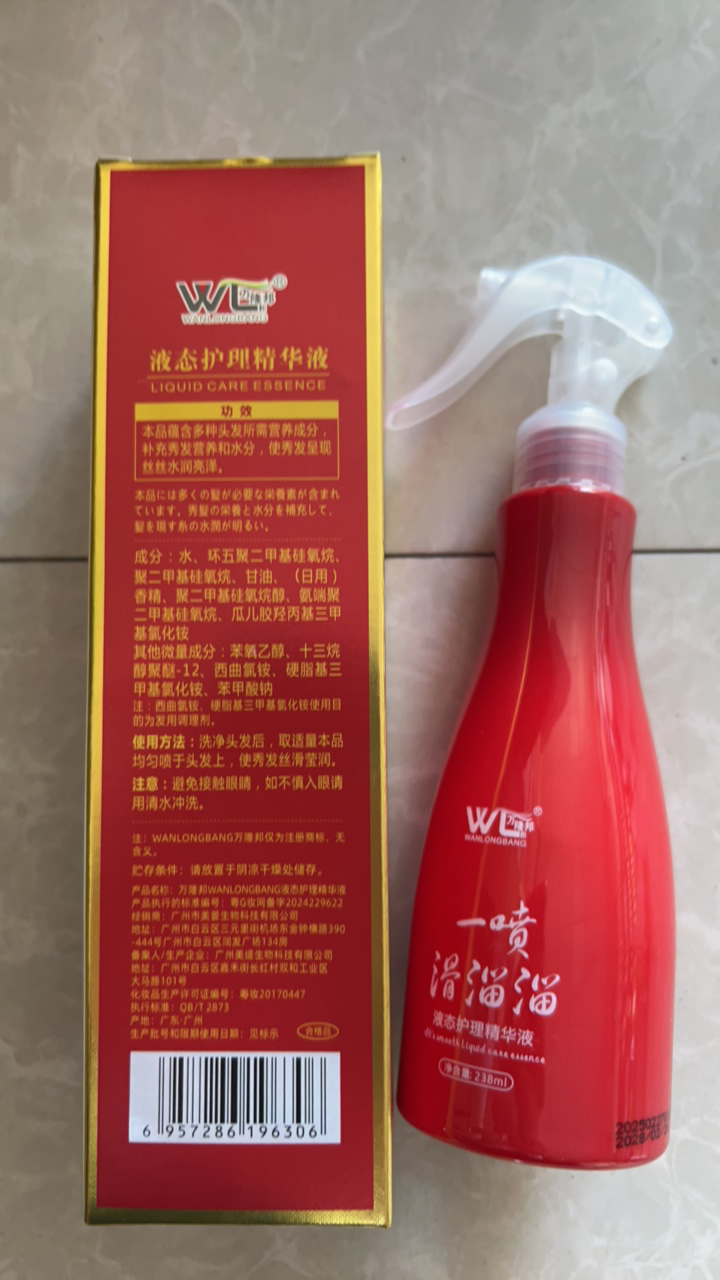 WL 万隆邦 ®
WANLONGBANG
液态护理精华液
LIQUID CARE ESSENCE
功效
本品蕴含多种头发所需营养成分，
补充秀发营养和水分，使秀发呈现
丝丝水润亮泽。
本品には多くの髪が必要な栄養素が含まれ
ています。秀髪の栄養と水分を補充して、
髪を現す糸の水潤が明るい。
成分：水、环五聚二甲基硅氧烷、
聚二甲基硅氧烷、甘油、（日用）
香精、聚二甲基硅氧烷醇、氨端聚
二甲基硅氧烷、瓜儿胶羟丙基三甲
基氯化铵
其他微量成分：苯氧乙醇、十三烷
醇聚醚-12、西曲氯铵、硬脂基三
甲基氯化铵、苯甲酸钠
注：西曲氯铵、硬脂基三甲基氯化铵使用目
的为发用调理剂。
使用方法：洗净头发后，取适量本品
均匀喷于头发上，使秀发丝滑莹润。
注意：避免接触眼睛，如不慎入眼请
用清水冲洗。
注：WANLONGBANG万隆邦仅为注册商标，无
含义。
贮存条件：请放置于阴凉干燥处储存。
产品名称：万隆邦WANLONGBANG液态护理精华液
产品执行的标准编号：粤G妆网备字2024229622
经销商：广州市美萱生物科技有限公司
地址：广州市白云区三元里街机场东金钟横路390
-444号广州市白云区润发广场134房
备案人/生产企业：广州美缇生物科技有限公司
地址：广州市白云区嘉禾街长红村双和工业区
大马路101号
化妆品生产许可证编号：粤妆20170447
执行标准：QB/T 2873
产地：广东·广州
生产批号和限期使用日期：见标示 合格品
6 957286 196306
WL 万隆邦 ®
WANLONGBANG
一喷
滑溜溜
液态护理精华液
smooth Liquid care essence
净含量: 238ml